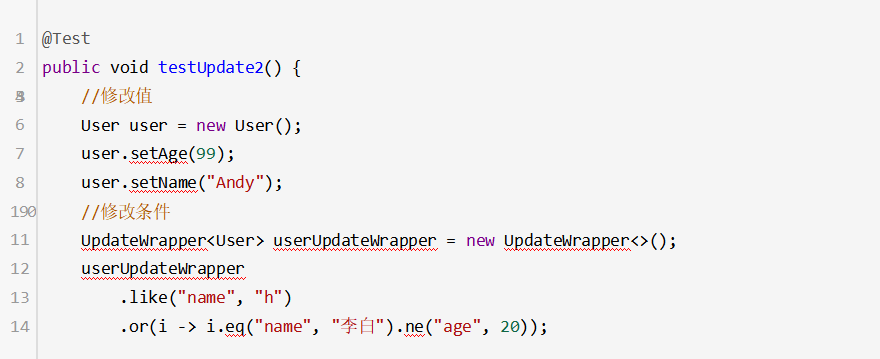 1 @Test
2 public void testUpdate2() {
//修改值
6 User user = new User();
7 user.setAge(99);
8 user.setName("Andy");
//修改条件
11 UpdateWrapper<User> userUpdateWrapper = new UpdateWrapper<>();
12 userUpdateWrapper
13 .like("name", "h")
14 .or(i -> i.eq("name", "李白").ne("age", 20));